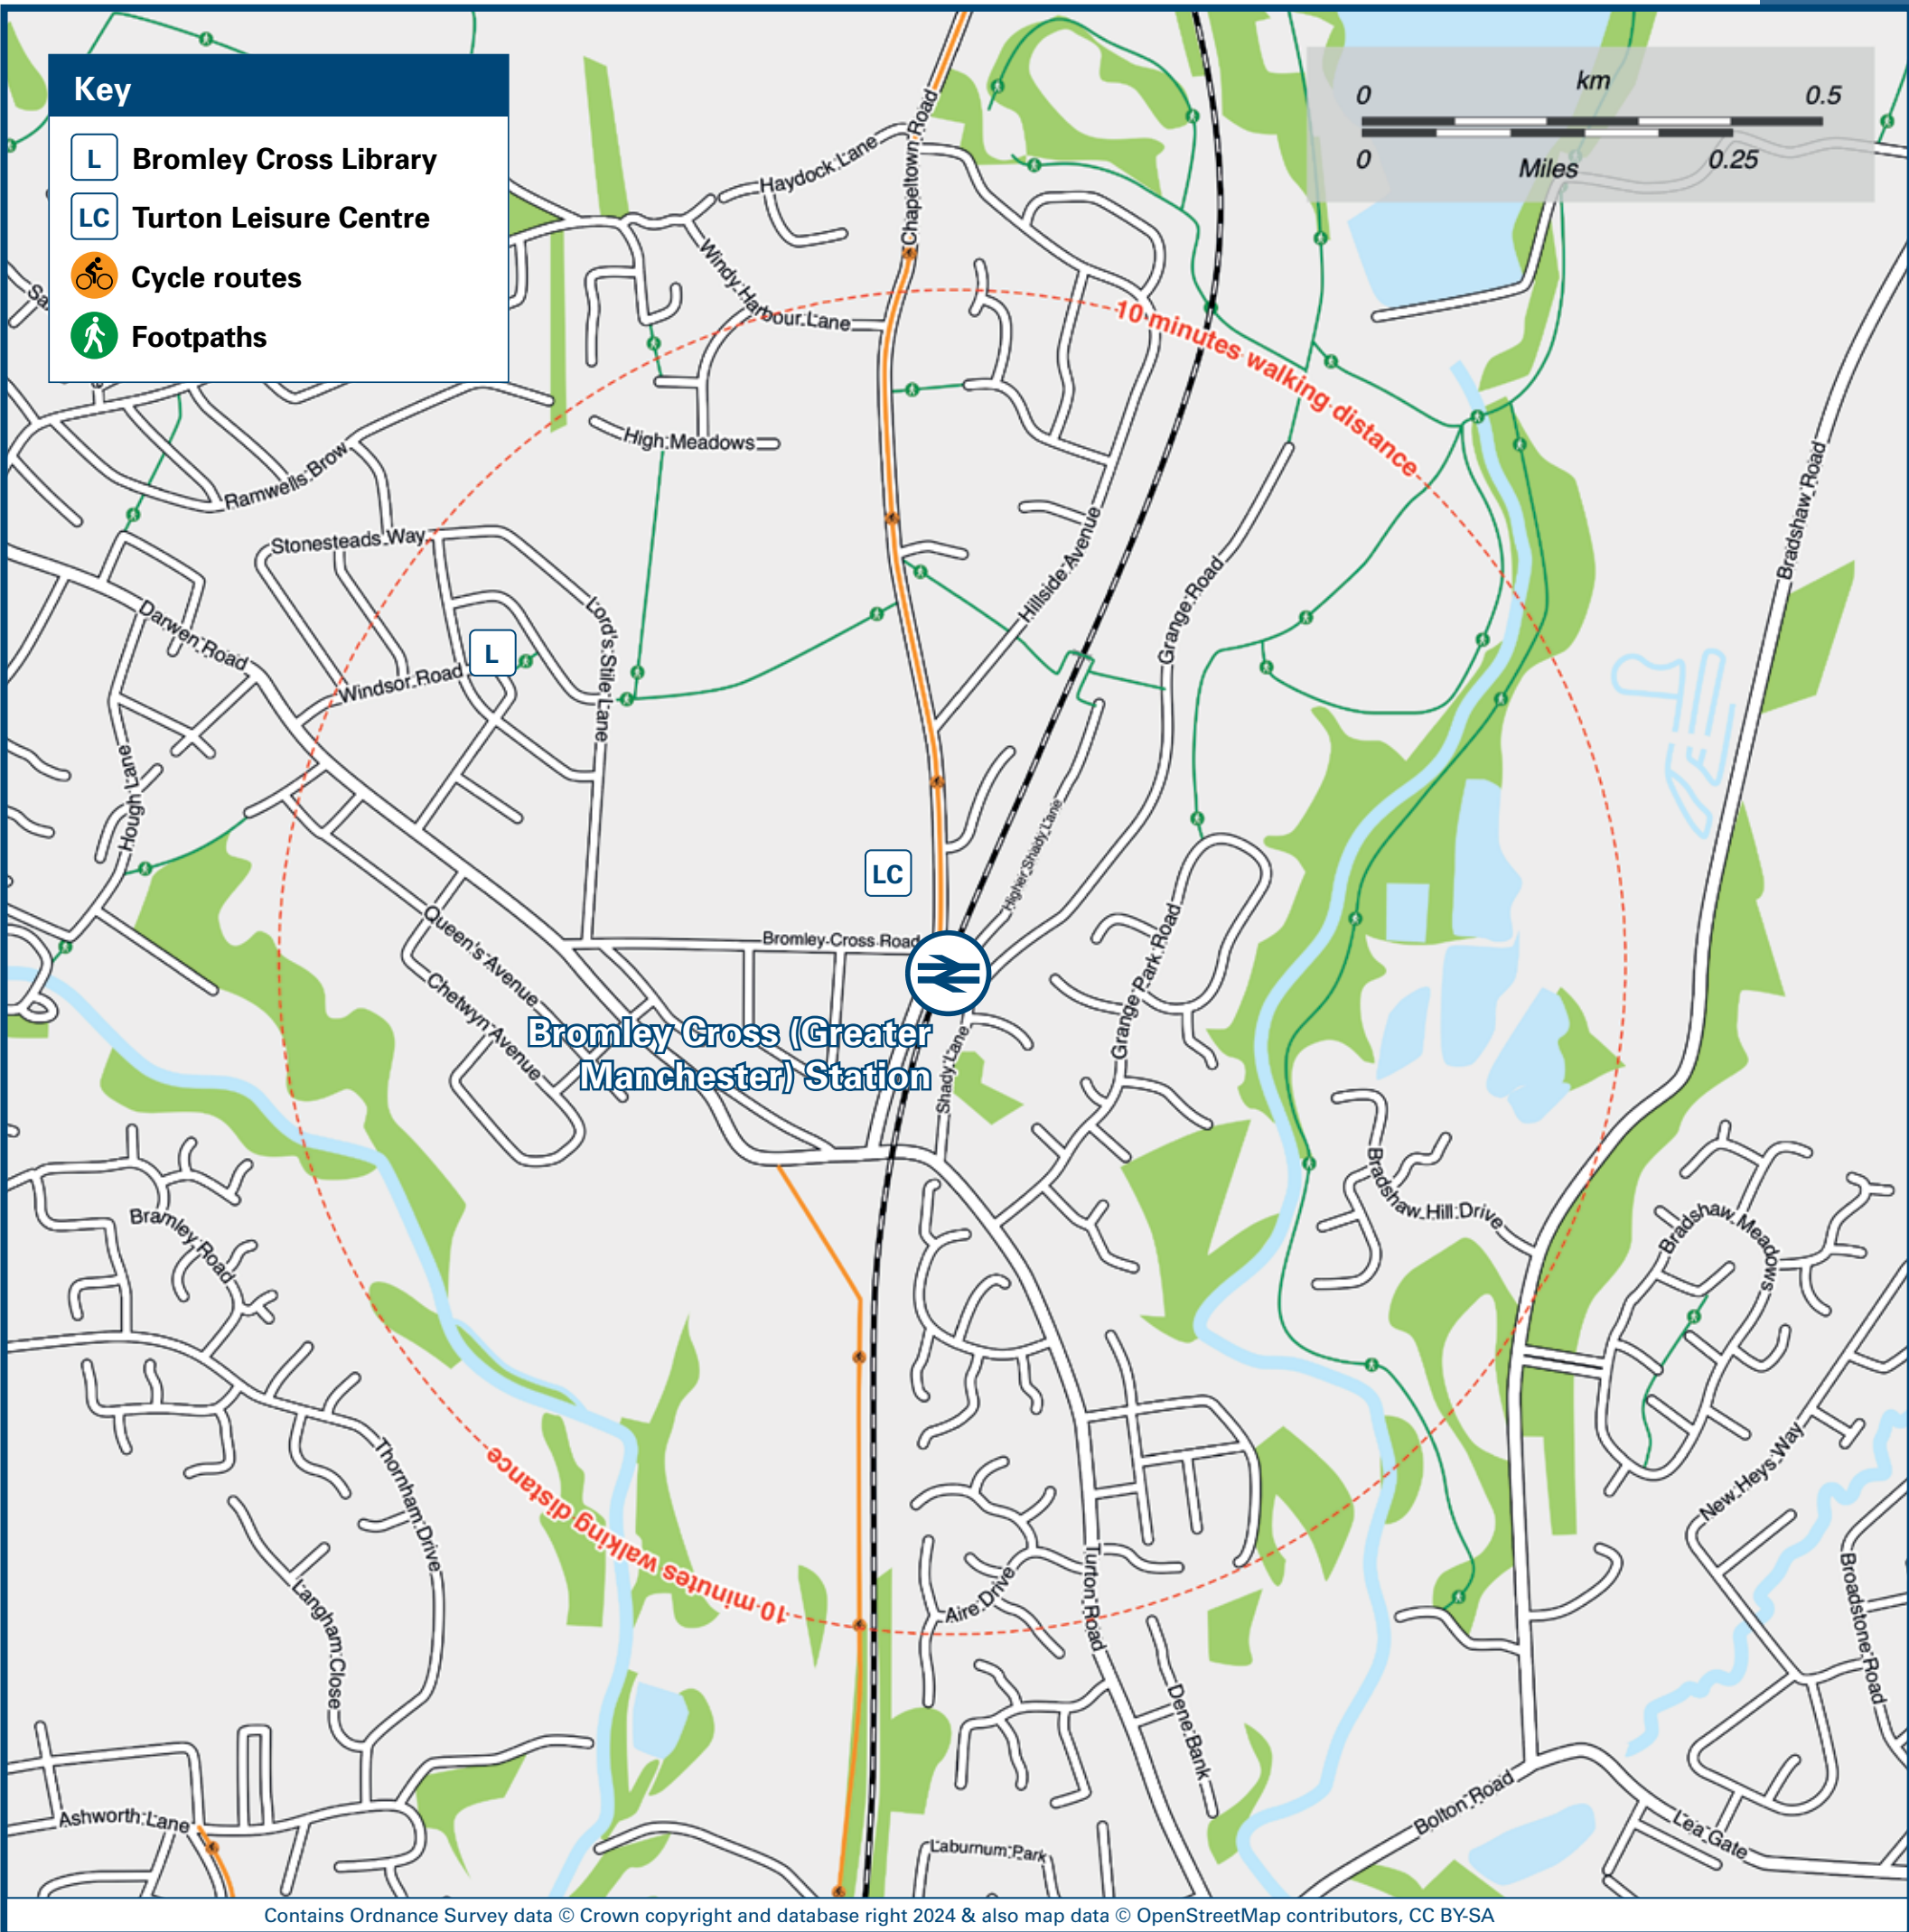 Key
L Bromley Cross Library
LC Turton Leisure Centre
Cycle routes
Footpaths
km
0 0.5
0 0.25
Miles
Chapeltown Road
Haydock Lane
Windy Harbour Lane
10 minutes walking distance
High Meadows
Ramwells Brow
Stonesteads Way
Bradshaw Road
Hillside Avenue
Grange Road
Darwen Road
Lord's Stile Lane
L
Windsor Road
Hough Lane
Higher Shady Lane
LC
Queen's Avenue
Bromley Cross Road
Grange Park Road
Chetwyn Avenue
Bromley Cross (Greater
Manchester) Station
Shady Lane
Bradshaw Hill Drive
Bradshaw Meadows
Bramley Road
Thornham Drive
New Heys Way
10 minutes walking distance
Langham Close
Aire Drive
Turton Road
Broadstone Road
Dene Bank
Ashworth Lane
Bolton Road
Lea Gate
Laburnum Park
Contains Ordnance Survey data © Crown copyright and database right 2024 & also map data © OpenStreetMap contributors, CC BY-SA